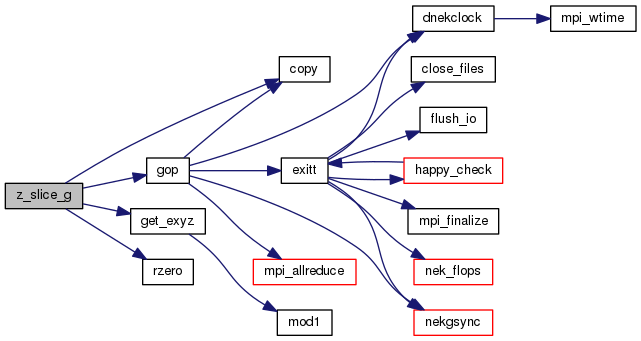 z_slice_g
copy
gop
get_exyz
rzero
exitt
mpi_allreduce
mod1
dnekclock
close_files
flush_io
happy_check
mpi_finalize
nek_flops
nekgsync
mpi_wtime